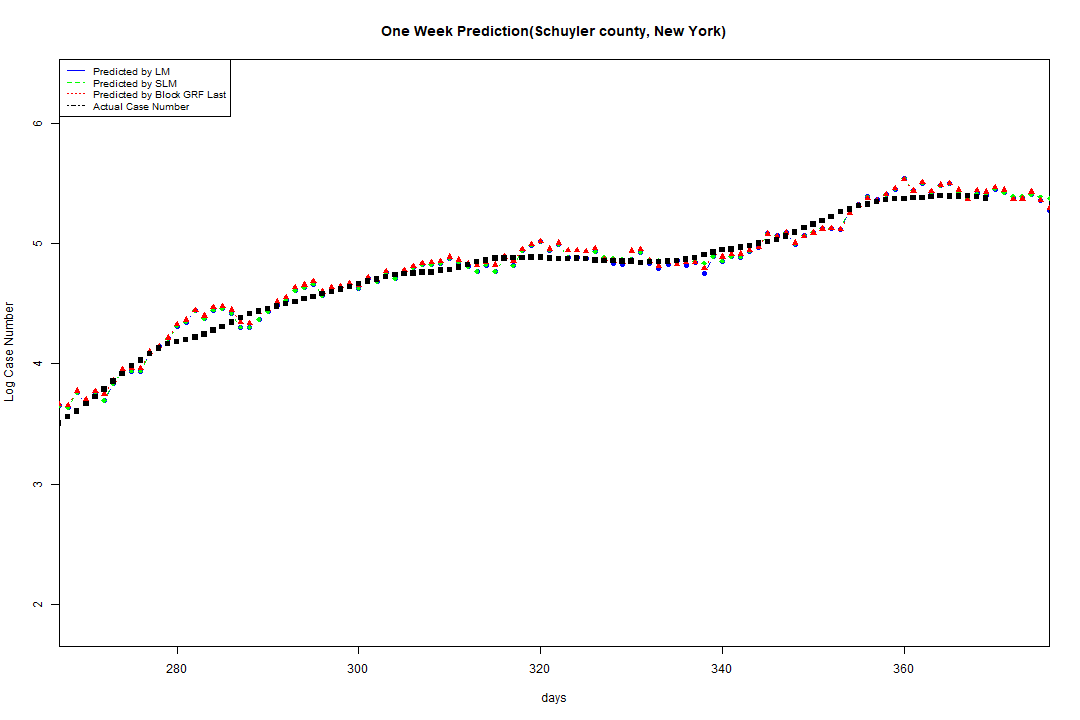 One Week Prediction(Schuyler county, New York)
Predicted by LM
Predicted by SLM
Predicted by Block GRF Last
Actual Case Number
6
5
4
3
2
Log Case Number
280 300 320 340 360
days